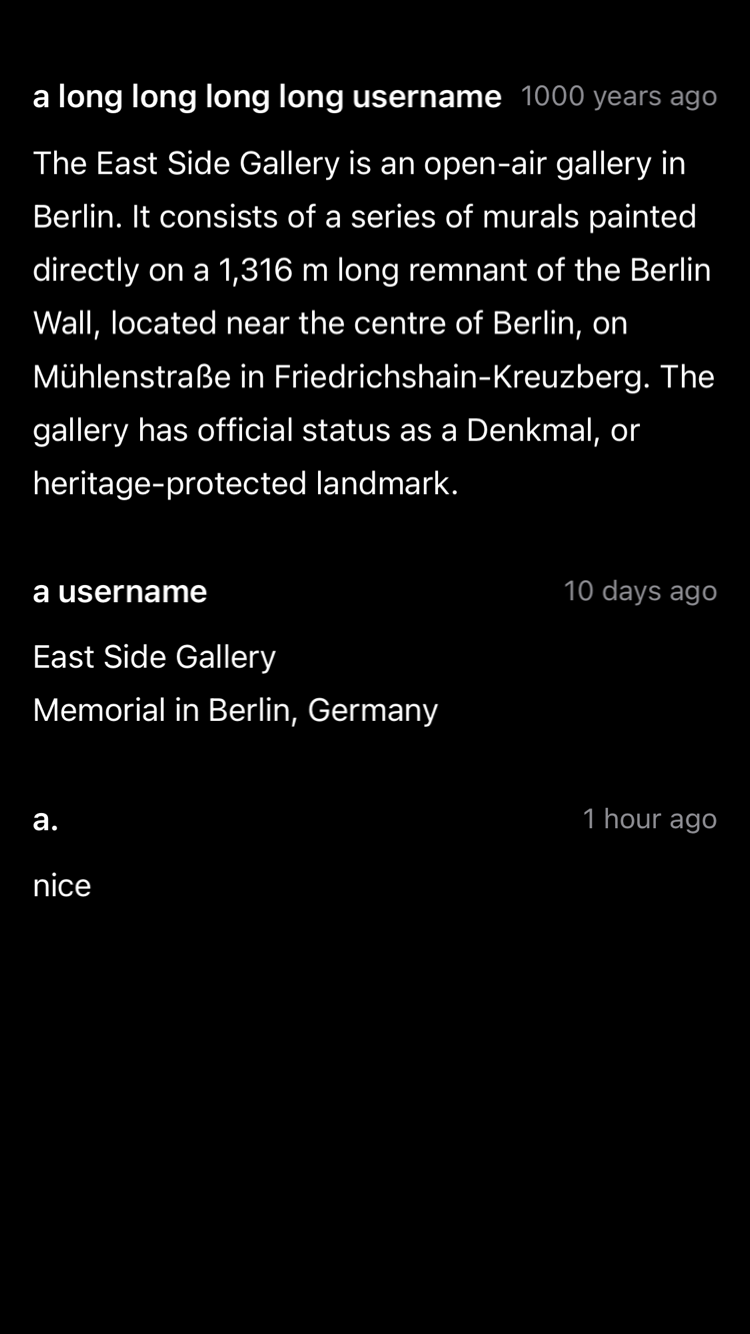 a long long long long username 1000 years ago
The East Side Gallery is an open-air gallery in
Berlin. It consists of a series of murals painted
directly on a 1,316 m long remnant of the Berlin
Wall, located near the centre of Berlin, on
Mühlenstraße in Friedrichshain-Kreuzberg. The
gallery has official status as a Denkmal, or
heritage-protected landmark.
a username 10 days ago
East Side Gallery
Memorial in Berlin, Germany
a. 1 hour ago
nice